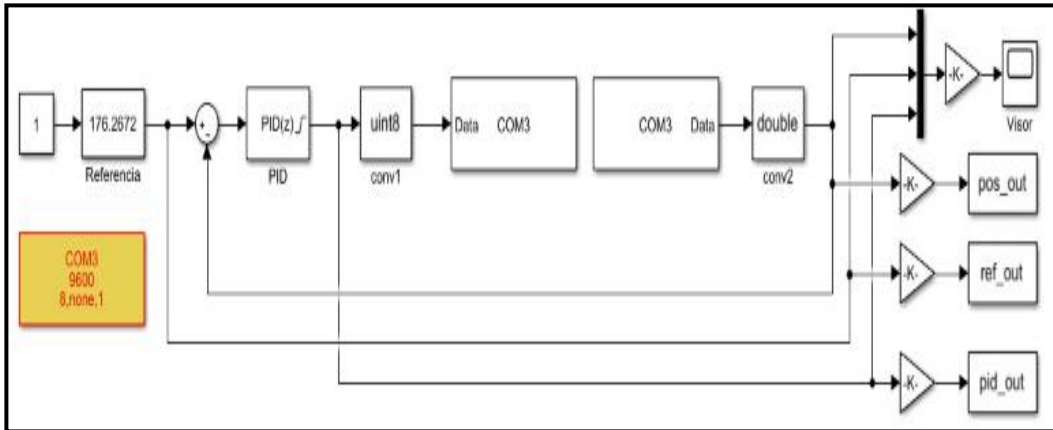 1
176.2672
Referencia
+
-
PID(z)
PID
uint8
conv1
Data COM3
COM3 Data
double
conv2
-K-
Visor
-K-
pos_out
-K-
ref_out
-K-
pid_out
COM3
9600
8,none,1